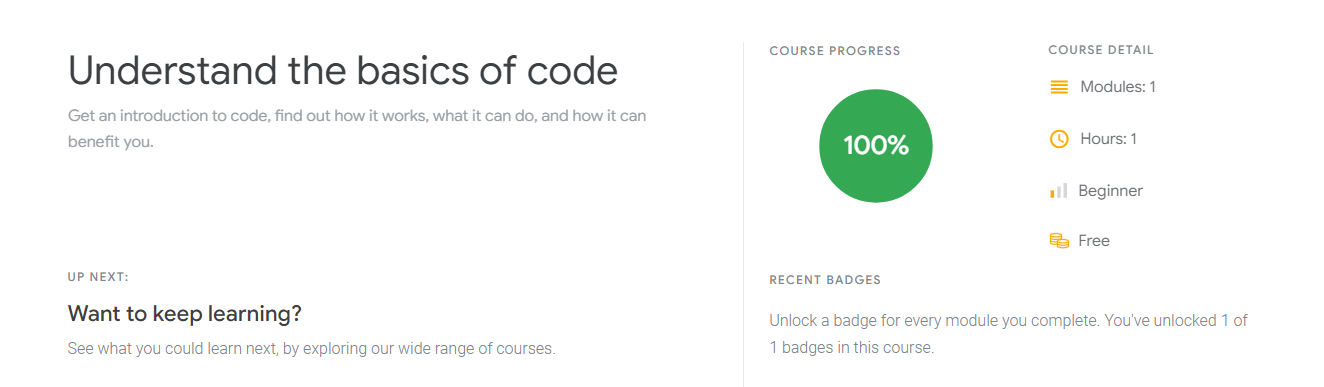 Understand the basics of code
Get an introduction to code, find out how it works, what it can do, and how it can
benefit you.
UP NEXT:
Want to keep learning?
See what you could learn next, by exploring our wide range of courses.
COURSE PROGRESS
100%
COURSE DETAIL
Modules: 1
Hours: 1
Beginner
Free
RECENT BADGES
Unlock a badge for every module you complete. You've unlocked 1 of
1 badges in this course.